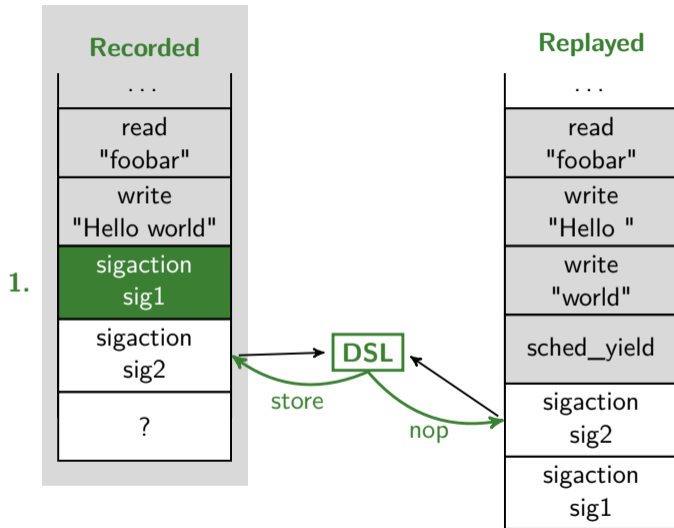 Recorded
. . .
read
"foobar"
write
"Hello world"
1.
sigaction
sig1
sigaction
sig2
?
DSL
store
nop
Replayed
. . .
read
"foobar"
write
"Hello "
write
"world"
sched_yield
sigaction
sig2
sigaction
sig1